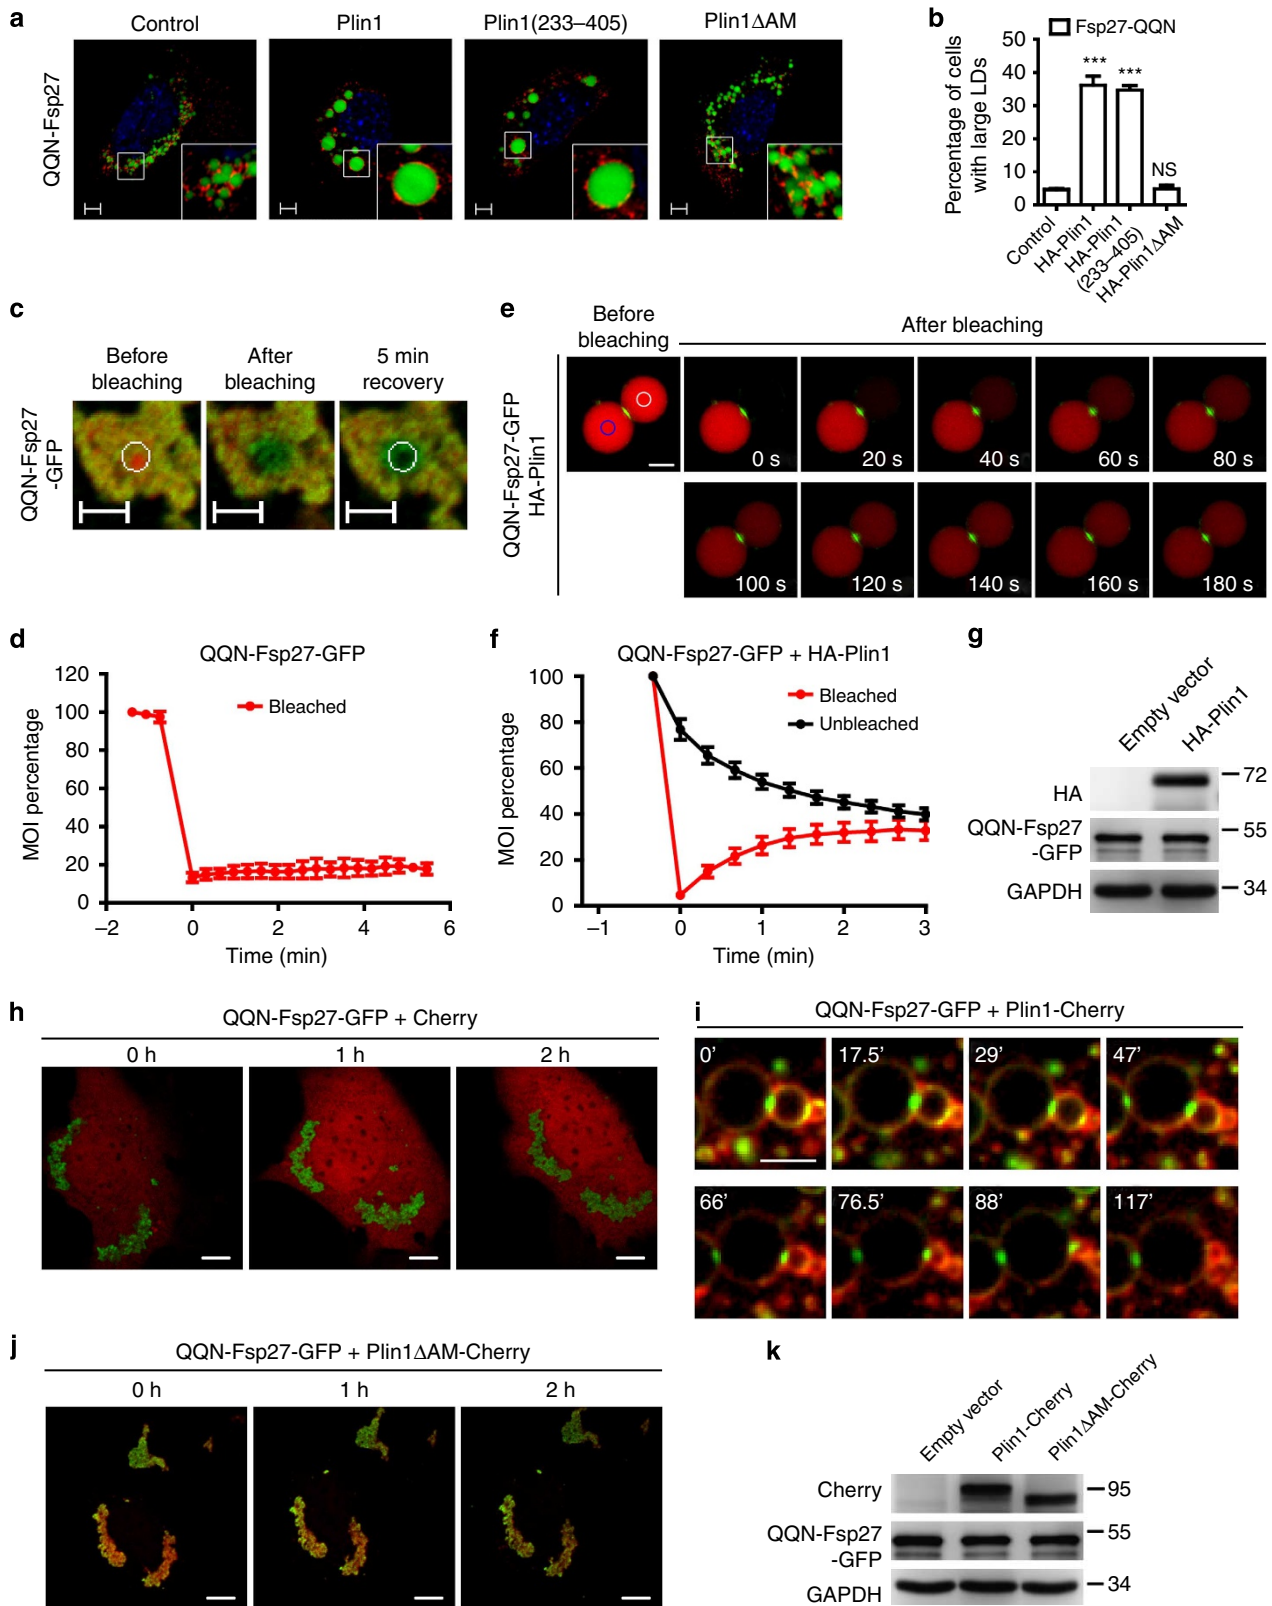 a
Control
Plin1
Plin1(233–405)
Plin1ΔAM
QQN-Fsp27
b
Fsp27-QQN
Percentage of cells
with large LDs
50
40
30
20
10
0
***
***
NS
Control
HA-Plin1
HA-Plin1
(233–405)
HA-Plin1ΔAM
c
Before
bleaching
After
bleaching
5 min
recovery
QQN-Fsp27
-GFP
e
Before
bleaching
After bleaching
QQN-Fsp27-GFP
HA-Plin1
0 s
20 s
40 s
60 s
80 s
100 s
120 s
140 s
160 s
180 s
d
QQN-Fsp27-GFP
Bleached
MOI percentage
120
100
80
60
40
20
0
–2
0
2
4
6
Time (min)
f
QQN-Fsp27-GFP + HA-Plin1
Bleached
Unbleached
MOI percentage
100
80
60
40
20
0
–1
0
1
2
3
Time (min)
g
Empty vector
HA-Plin1
HA
72
QQN-Fsp27
-GFP
55
GAPDH
34
h
QQN-Fsp27-GFP + Cherry
0 h
1 h
2 h
i
QQN-Fsp27-GFP + Plin1-Cherry
0’
17.5’
29’
47’
66’
76.5’
88’
117’
j
QQN-Fsp27-GFP + Plin1ΔAM-Cherry
0 h
1 h
2 h
k
Empty vector
Plin1-Cherry
Plin1ΔAM-Cherry
Cherry
95
QQN-Fsp27
-GFP
55
GAPDH
34